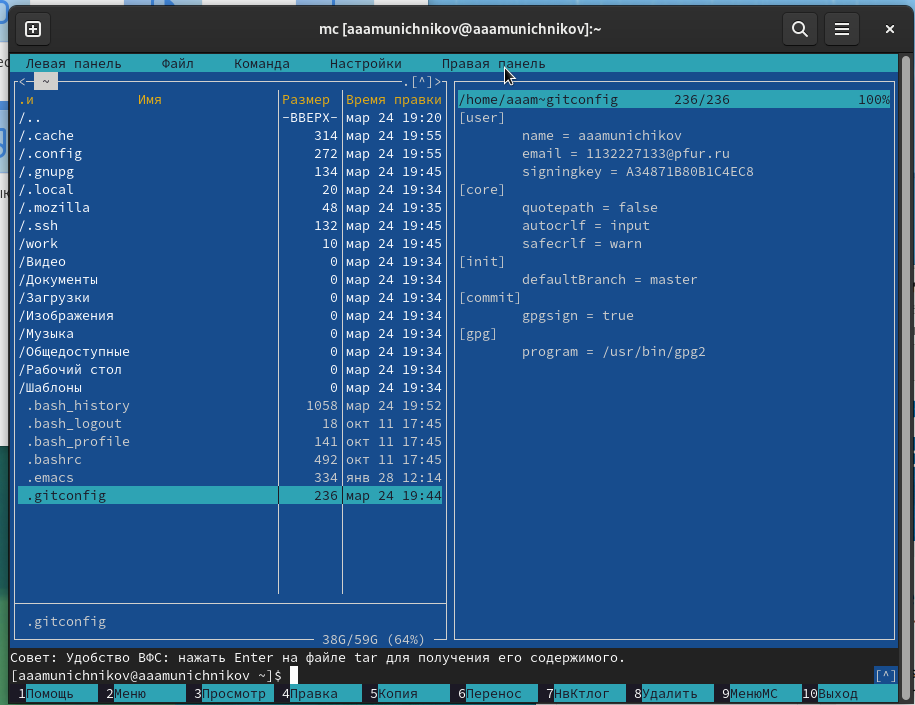 mc [aaamunichnikov@aaamunichnikov]:~
Левая панель Файл Команда Настройки Правая панель
<─ ~ .[^]>
.и Имя Размер Время правки
/.. -ВВЕРХ- мар 24 19:20
/.cache 314 мар 24 19:55
/.config 272 мар 24 19:55
/.gnupg 134 мар 24 19:45
/.local 20 мар 24 19:34
/.mozilla 48 мар 24 19:35
/.ssh 132 мар 24 19:45
/work 10 мар 24 19:45
/Видео 0 мар 24 19:34
/Документы 0 мар 24 19:34
/Загрузки 0 мар 24 19:34
/Изображения 0 мар 24 19:34
/Музыка 0 мар 24 19:34
/Общедоступные 0 мар 24 19:34
/Рабочий стол 0 мар 24 19:34
/Шаблоны 0 мар 24 19:34
.bash_history 1058 мар 24 19:52
.bash_logout 18 окт 11 17:45
.bash_profile 141 окт 11 17:45
.bashrc 492 окт 11 17:45
.emacs 334 янв 28 12:14
.gitconfig 236 мар 24 19:44
.gitconfig
38G/59G (64%)
/home/aaam~gitconfig 236/236 100%
[user]
name = aaamunichikov
email = 1132227133@pfur.ru
signingkey = A34871B80B1C4EC8
[core]
quotepath = false
autocrlf = input
safecrlf = warn
[init]
defaultBranch = master
[commit]
gpgsign = true
[gpg]
program = /usr/bin/gpg2
Совет: Удобство ВФС: нажать Enter на файле tar для получения его содержимого.
[aaamunichnikov@aaamunichnikov ~]$ [^]
1Помощь 2Меню 3Просмотр 4Правка 5Копия 6Перенос 7НвКтлог 8Удалить 9МенюМС 10Выход